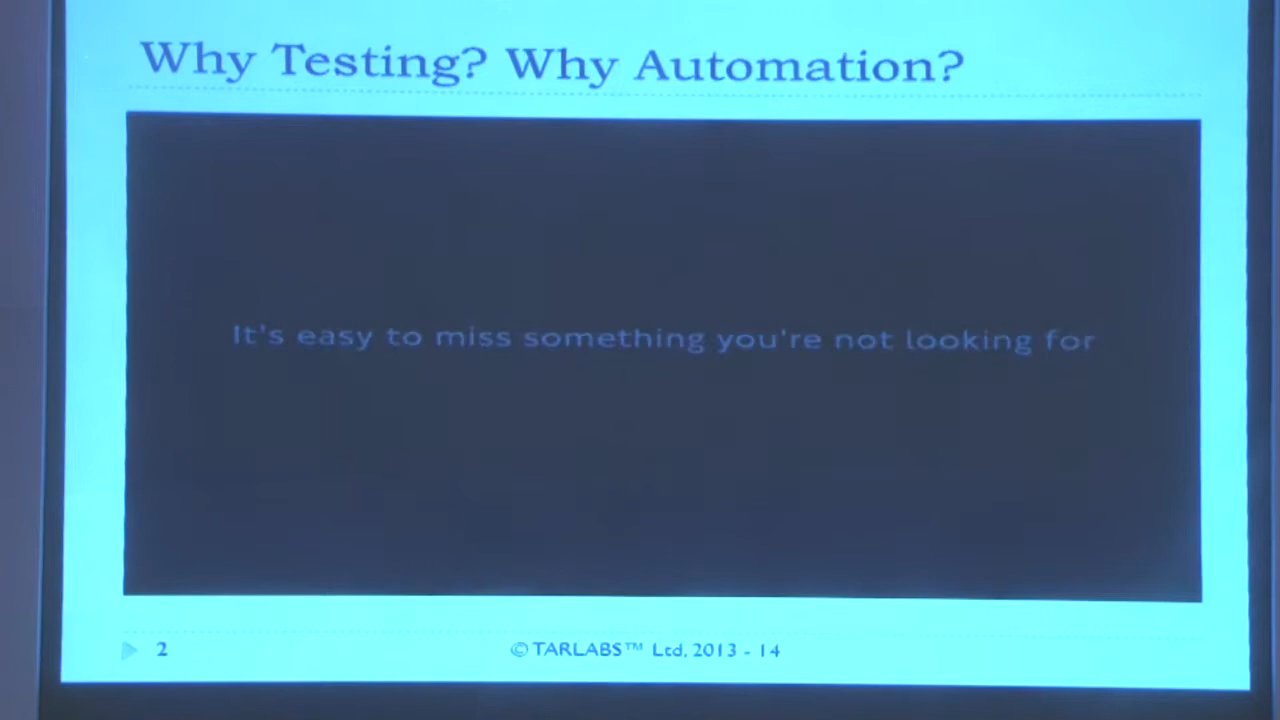 Why Testing? Why Automation?
It's easy to miss something you're not looking for
2
©TARLABS™ Ltd, 2013 - 14